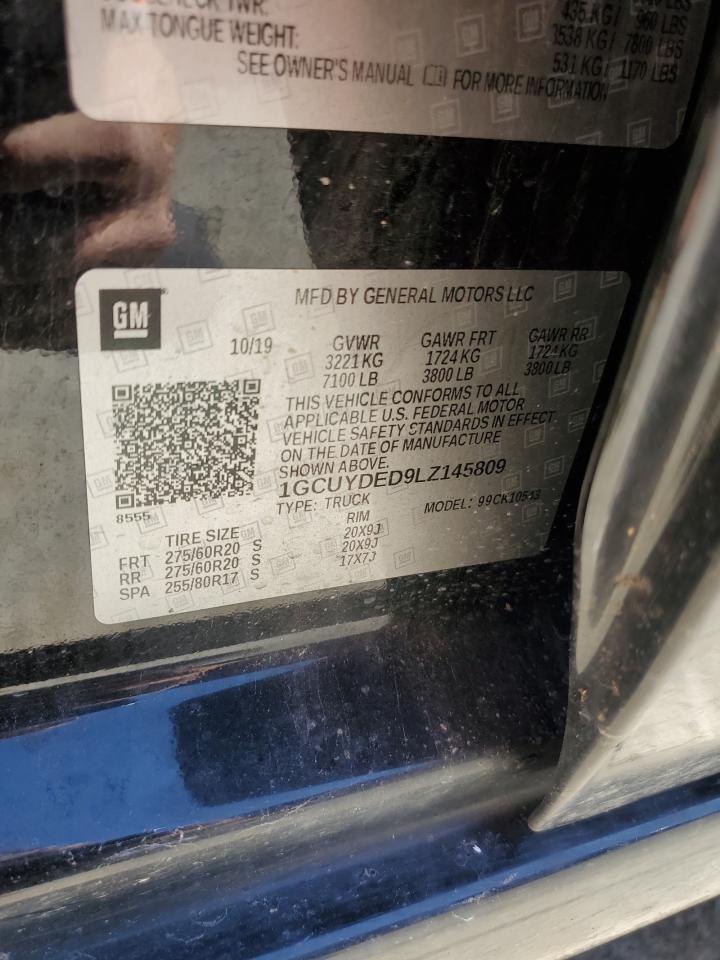 MAX TONGUE WEIGHT:
435 KG / 960 LBS
3538 KG / 7800 LBS
531 KG / 1170 LBS
SEE OWNER'S MANUAL FOR MORE INFORMATION
GM
MFD BY GENERAL MOTORS LLC
10/19 GVWR GAWR FRT GAWR RR
3221 KG 1724 KG 1724 KG
7100 LB 3800 LB 3800 LB
THIS VEHICLE CONFORMS TO ALL
APPLICABLE U.S. FEDERAL MOTOR
VEHICLE SAFETY STANDARDS IN EFFECT
ON THE DATE OF MANUFACTURE
SHOWN ABOVE.
1GCUYDED9LZ145809
TYPE: TRUCK MODEL:
8555
TIRE SIZE RIM
FRT 275/60R20 S 20X9J
RR 275/60R20 S 20X9J
SPA 255/80R17 S 17X7J